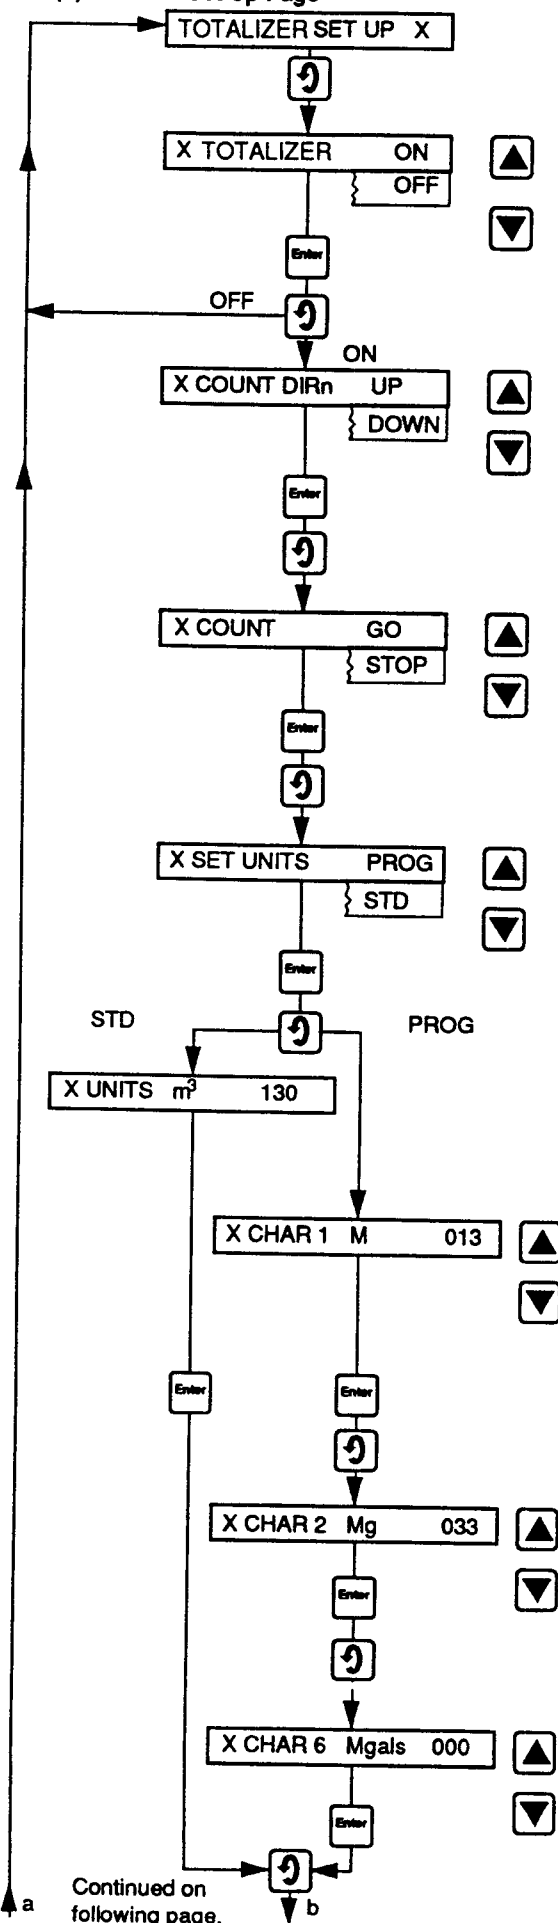 TOTALIZER SET UP X
X TOTALIZER ON
OFF
Enter
OFF
ON
X COUNT DIRn UP
DOWN
Enter
X COUNT GO
STOP
Enter
X SET UNITS PROG
STD
Enter
STD PROG
X UNITS m³ 130
X CHAR 1 M 013
Enter Enter
X CHAR 2 Mg 033
Enter
X CHAR 6 Mgals 000
Enter
a Continued on b
following page.